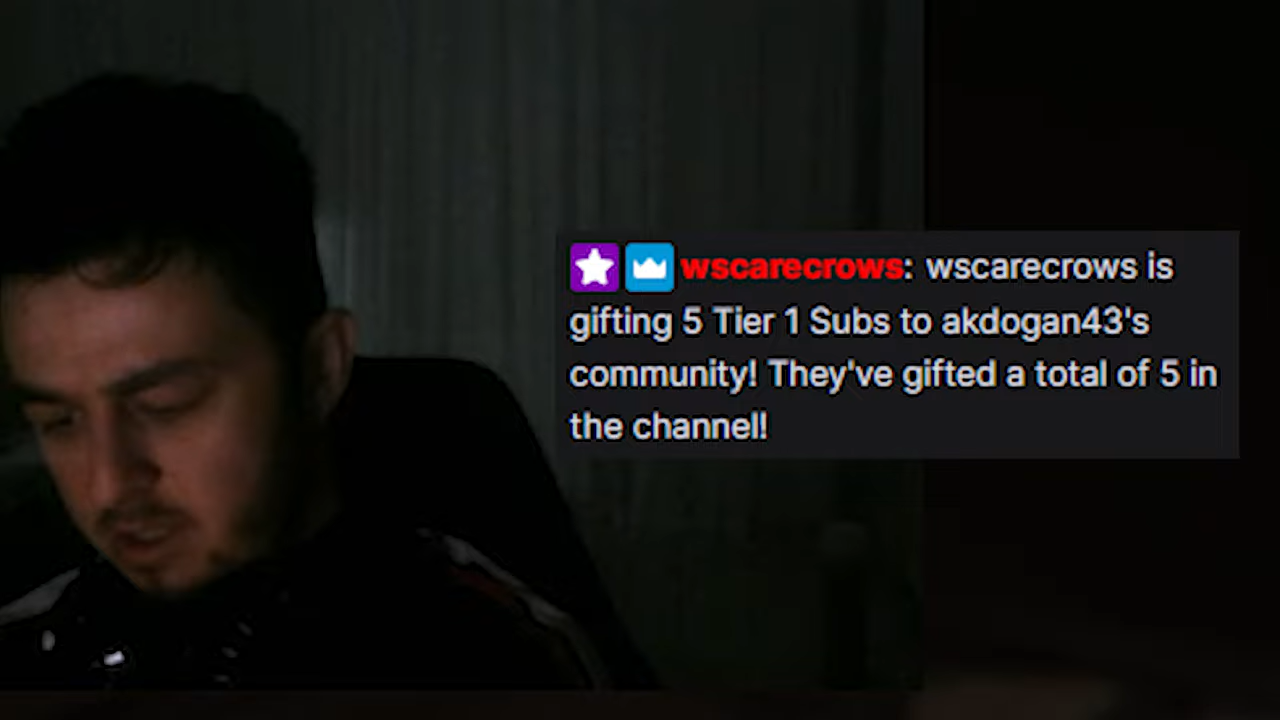 wscarecrows: wscarecrows is
gifting 5 Tier 1 Subs to akdogan43's
community! They've gifted a total of 5 in
the channel!